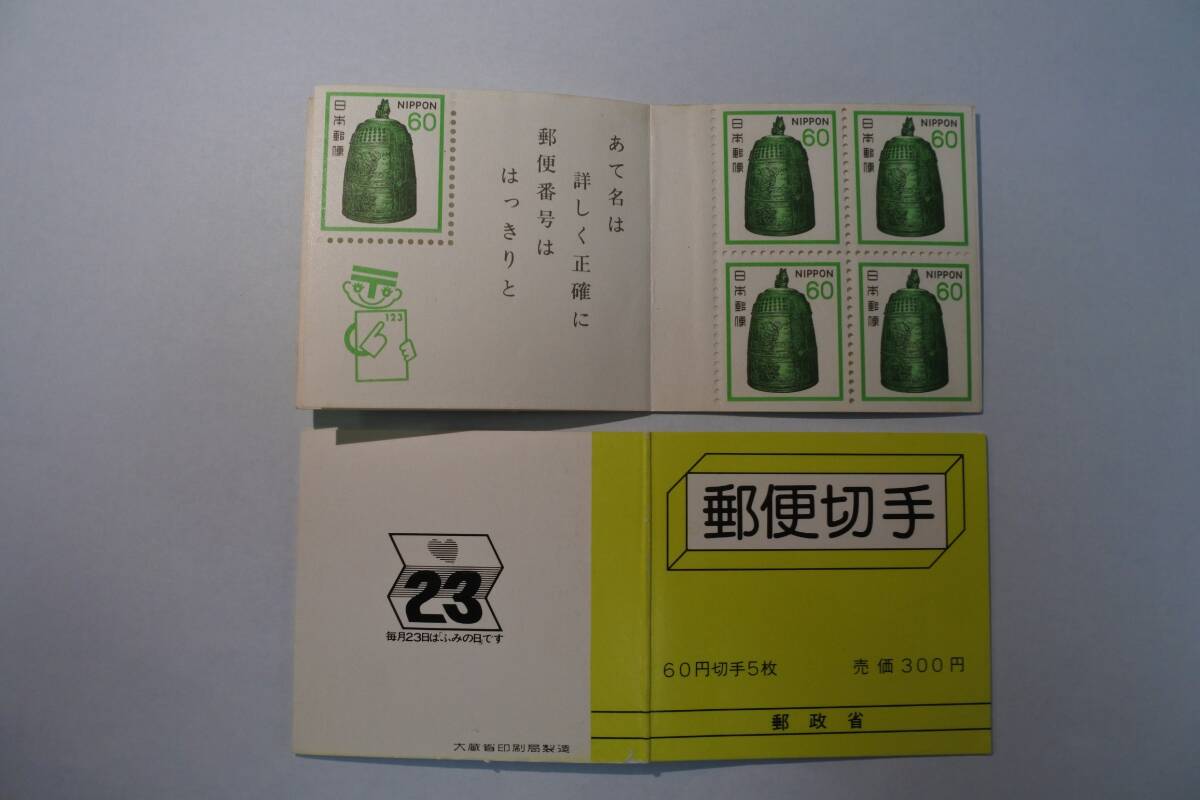 日本郵便
NIPPON
60
あて名は
詳しく正確に
郵便番号は
はっきりと
123
日本郵便
NIPPON
60
日本郵便
NIPPON
60
日本郵便
NIPPON
60
日本郵便
NIPPON
60
23
毎月23日は「ふみの日」です
大蔵省印刷局製造
郵便切手
60円切手5枚
売価300円
郵政省